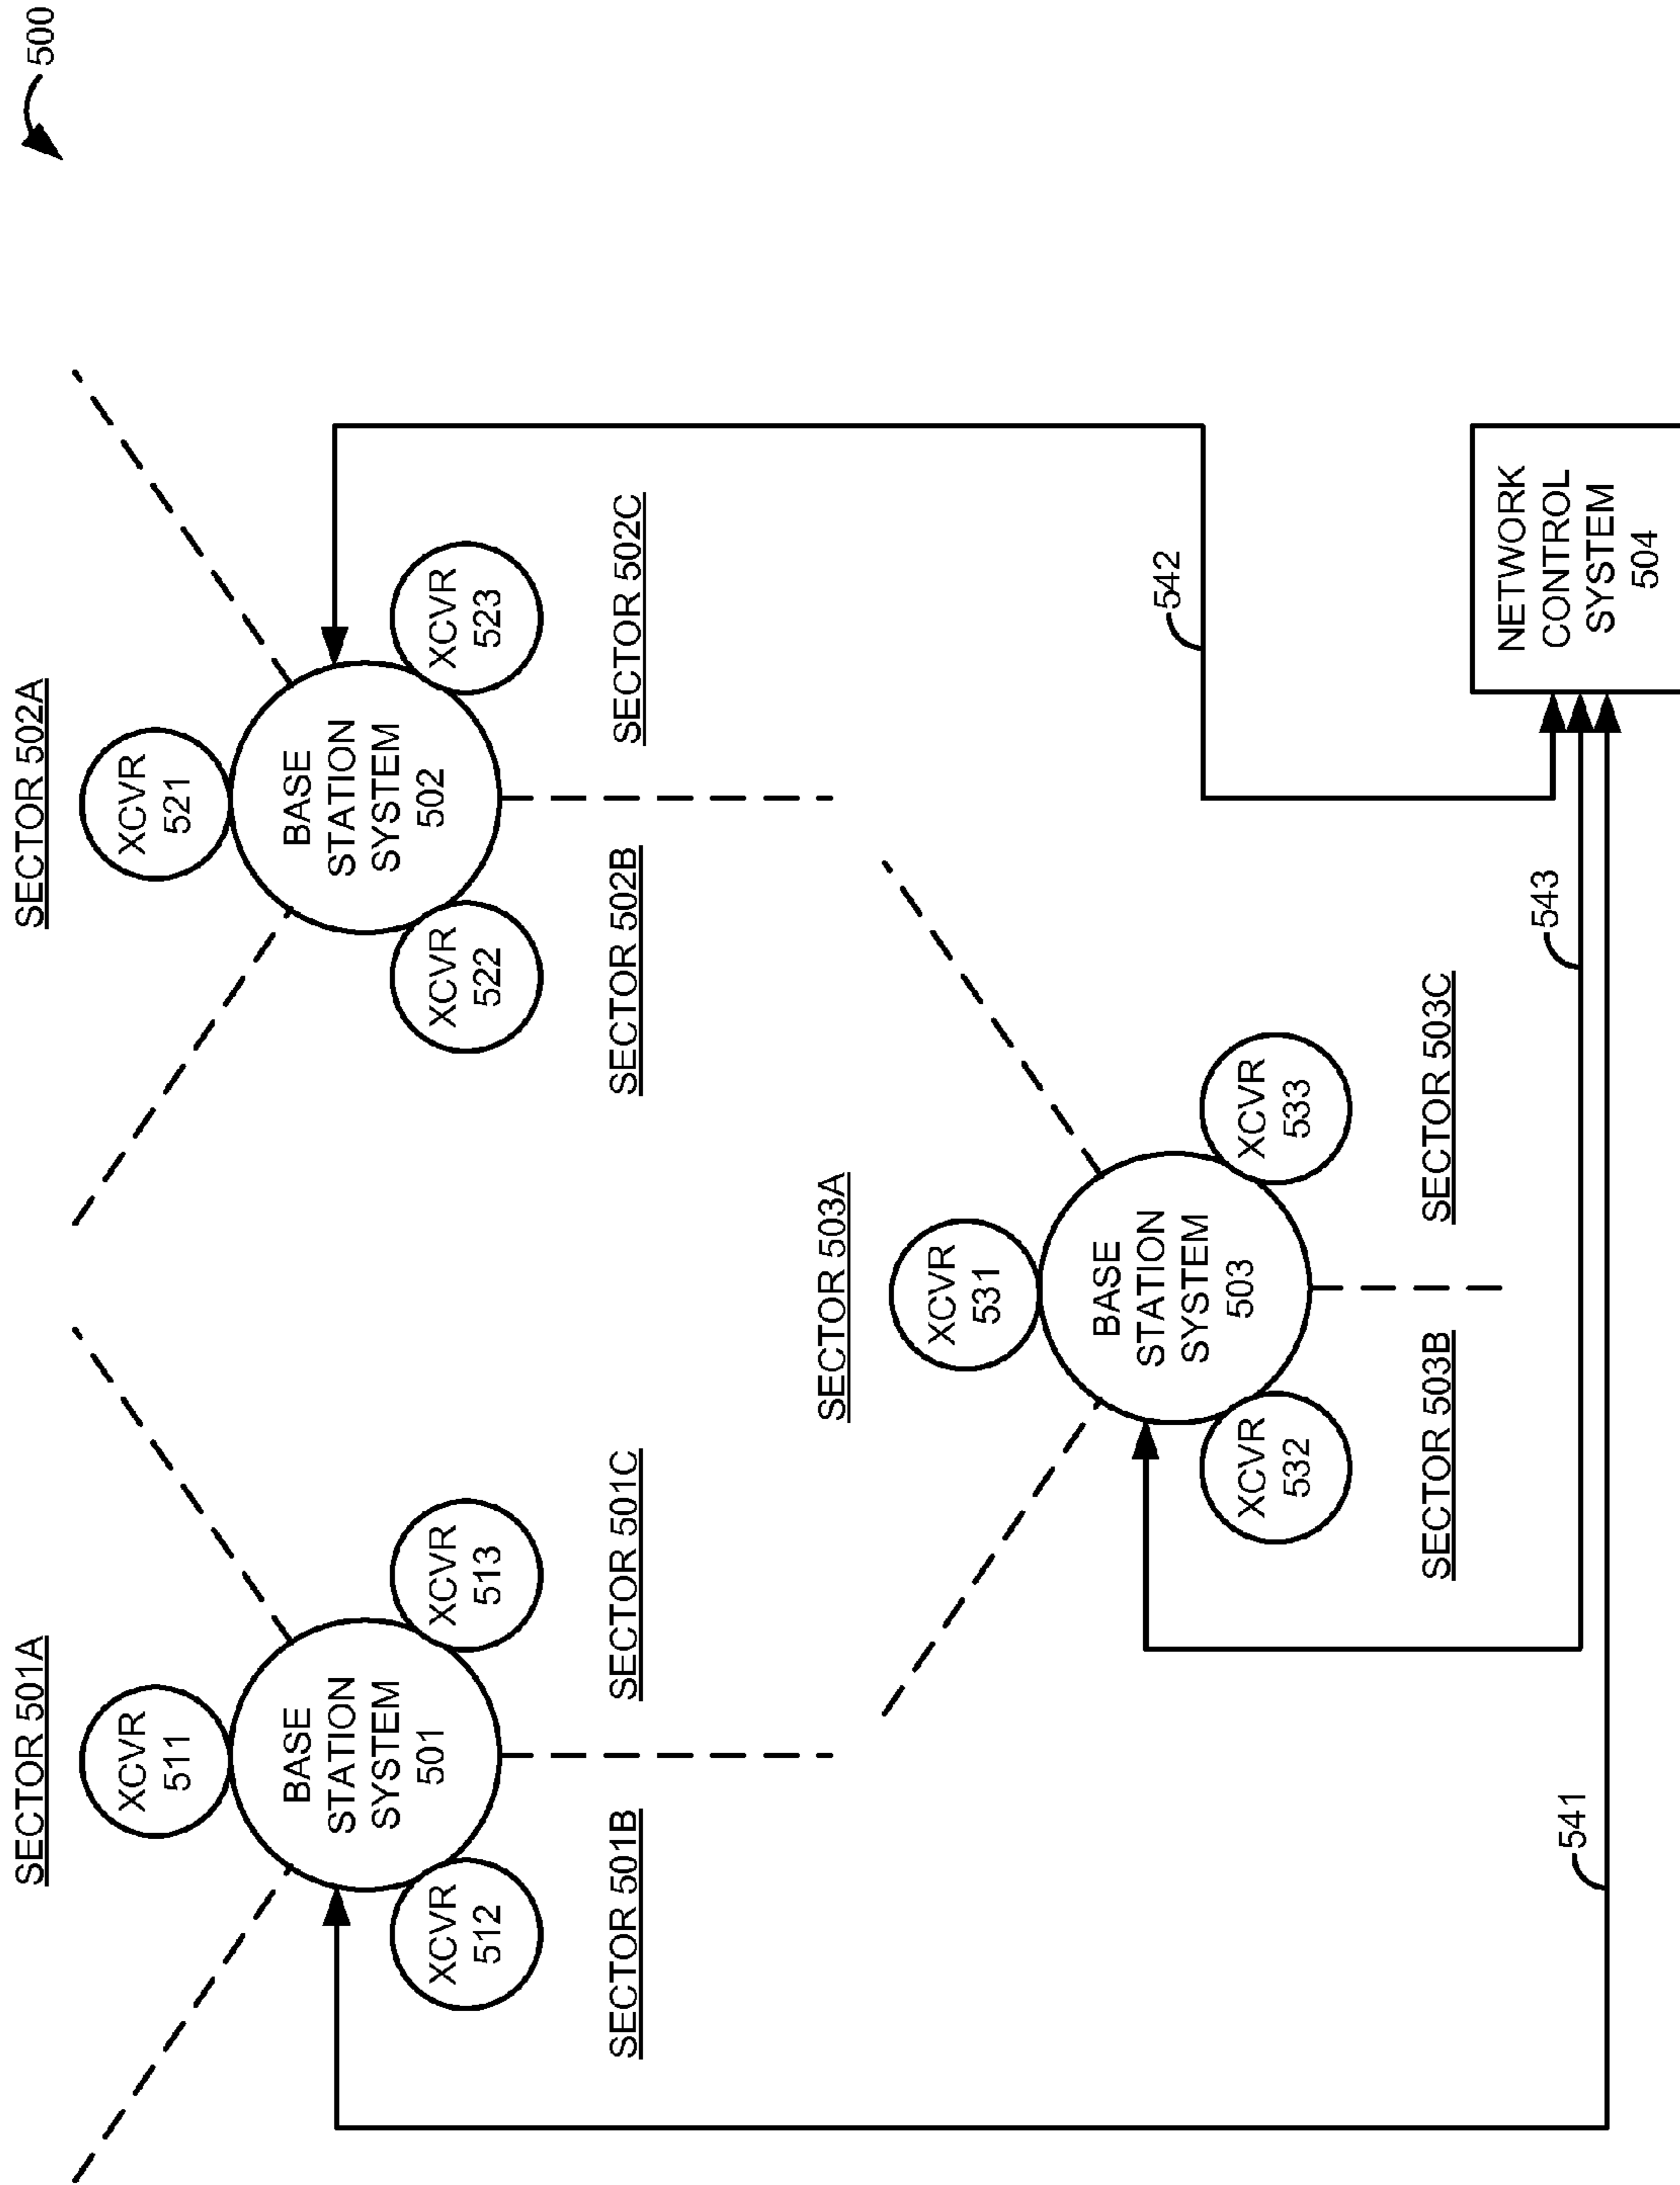 500
SECTOR 501A
SECTOR 502A
XCVR
511
XCVR
521
BASE
STATION
SYSTEM
501
BASE
STATION
SYSTEM
502
XCVR
512
XCVR
513
XCVR
522
XCVR
523
SECTOR 501B
SECTOR 501C
SECTOR 502B
SECTOR 502C
SECTOR 503A
XCVR
531
BASE
STATION
SYSTEM
503
XCVR
532
XCVR
533
SECTOR 503B
SECTOR 503C
542
543
541
NETWORK
CONTROL
SYSTEM
504